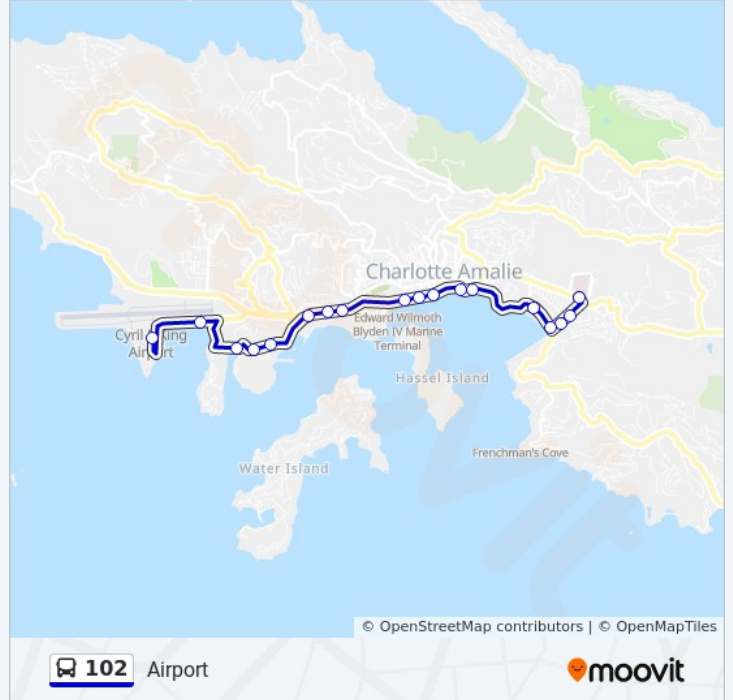 Charlotte Amalie
Edward Wilmoth
Blyden IV Marine
Terminal
Cyril King
Airport
Hassel Island
Frenchman's Cove
Water Island
© OpenStreetMap contributors | © OpenMapTiles
102 Airport
moovit